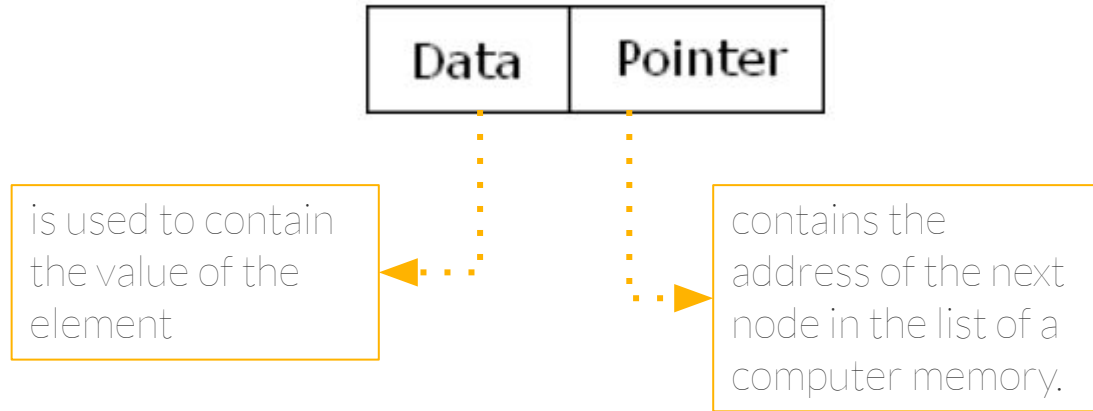 Data
Pointer
is used to contain
the value of the
element
contains the
address of the next
node in the list of a
computer memory.